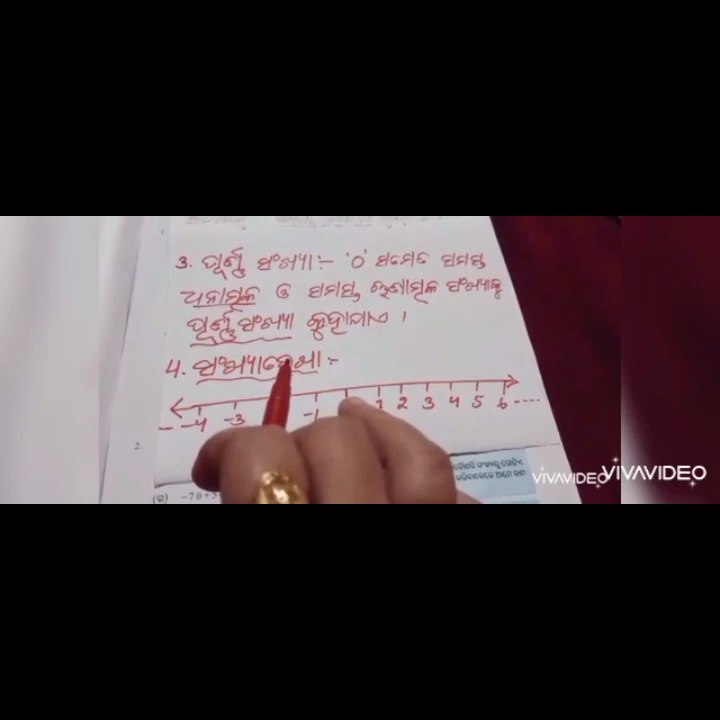 3. ପୂର୍ଣ୍ଣ ସଂଖ୍ୟା :- '0' ସମେତ ସମସ୍ତ
ଧନାତ୍ମକ ଓ ସମସ୍ତ ଋଣାତ୍ମକ ସଂଖ୍ୟାକୁ
ପୂର୍ଣ୍ଣ ସଂଖ୍ୟା କୁହାଯାଏ ।
4. ସଂଖ୍ୟାରେଖା :-
-4 -3 -1 1 2 3 4 5 6 ....
2.
VIVAVIDEO VIVAVIDEO